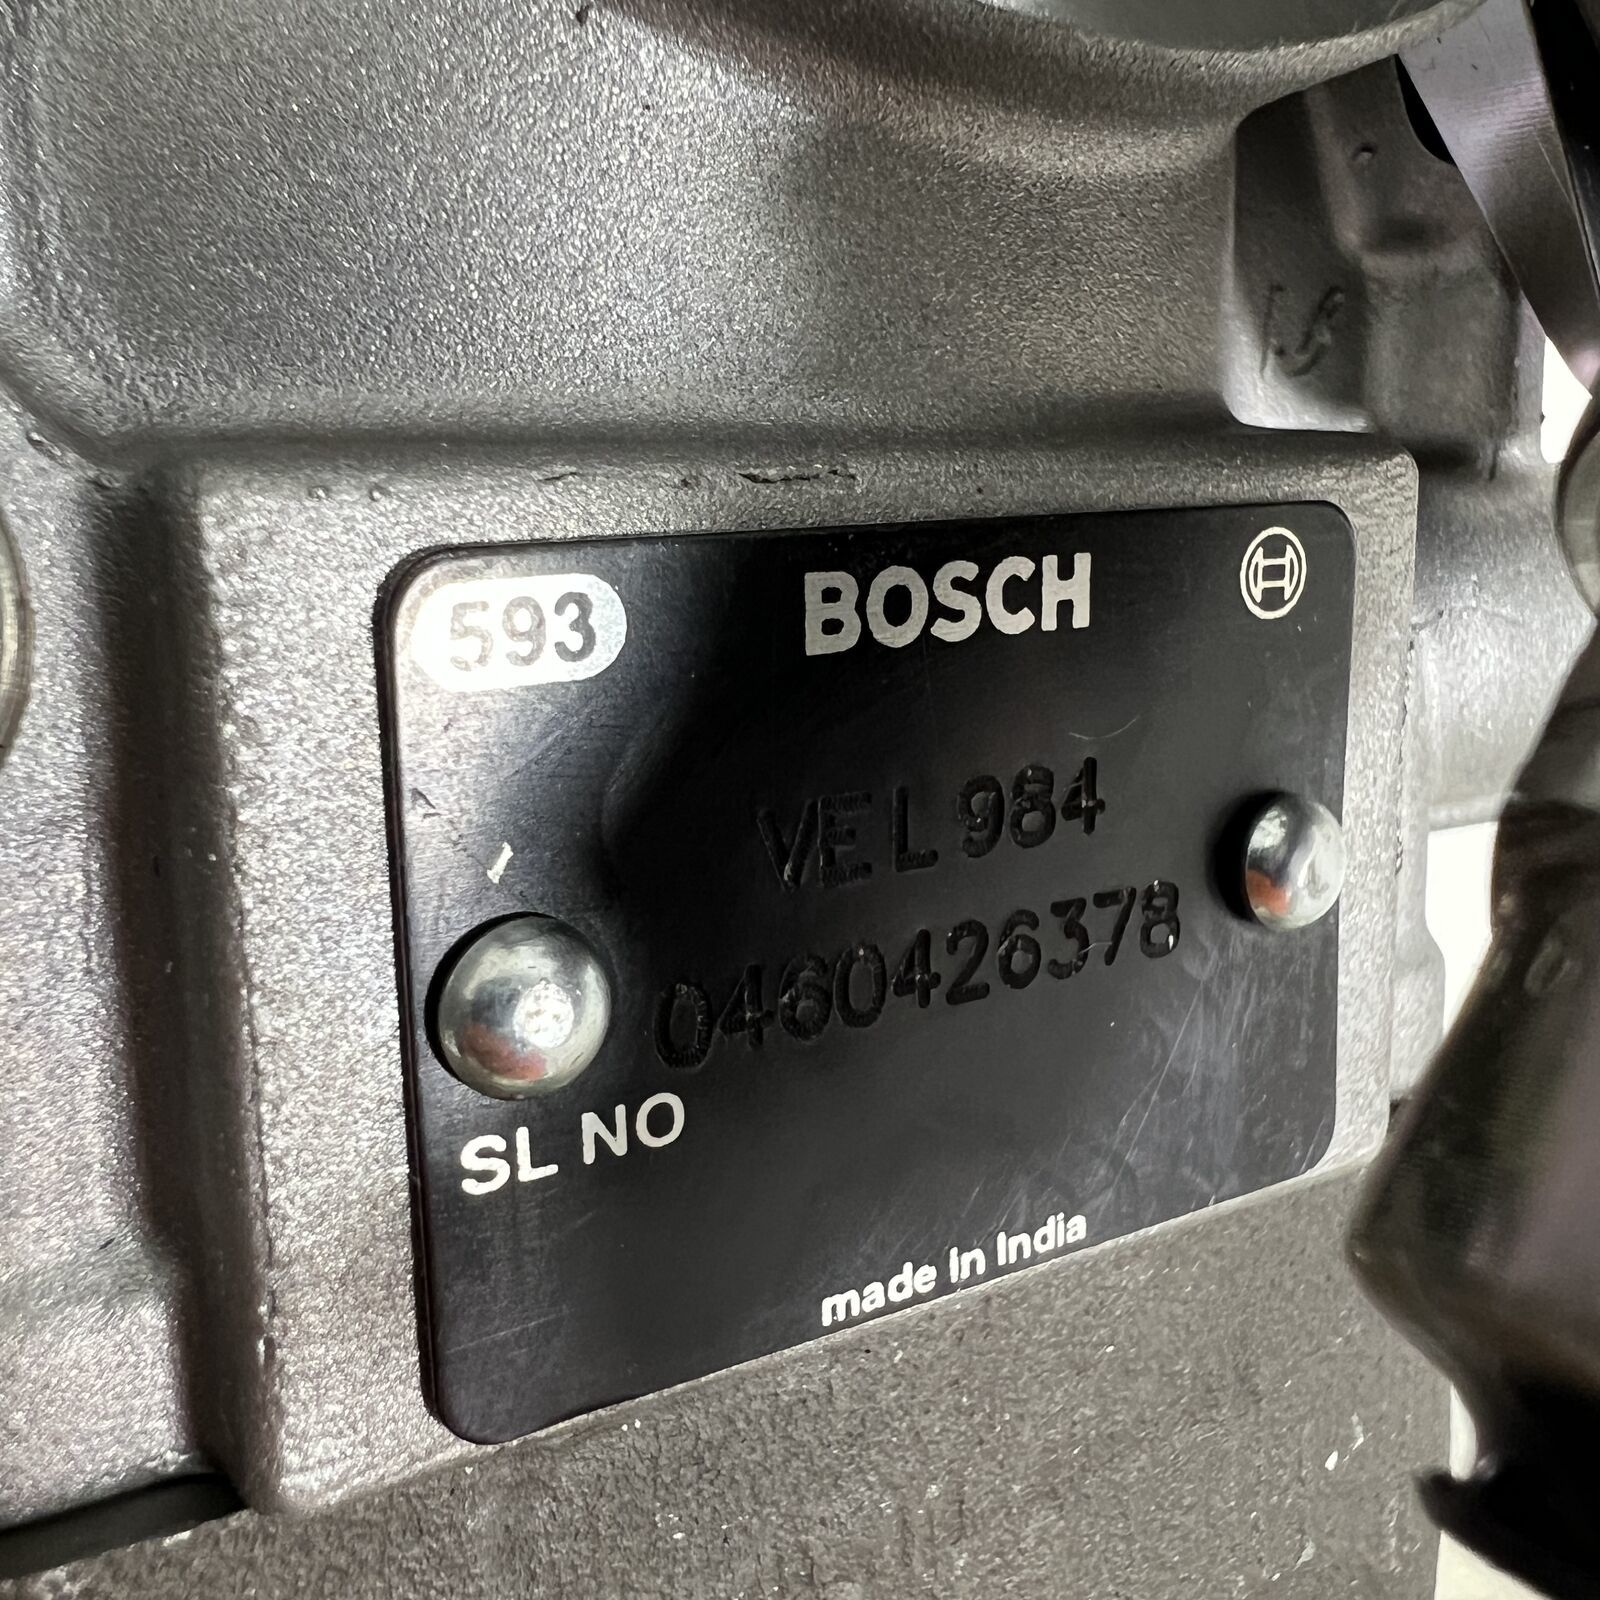 593 BOSCH
VE L 984
0460426378
SL NO
made in India